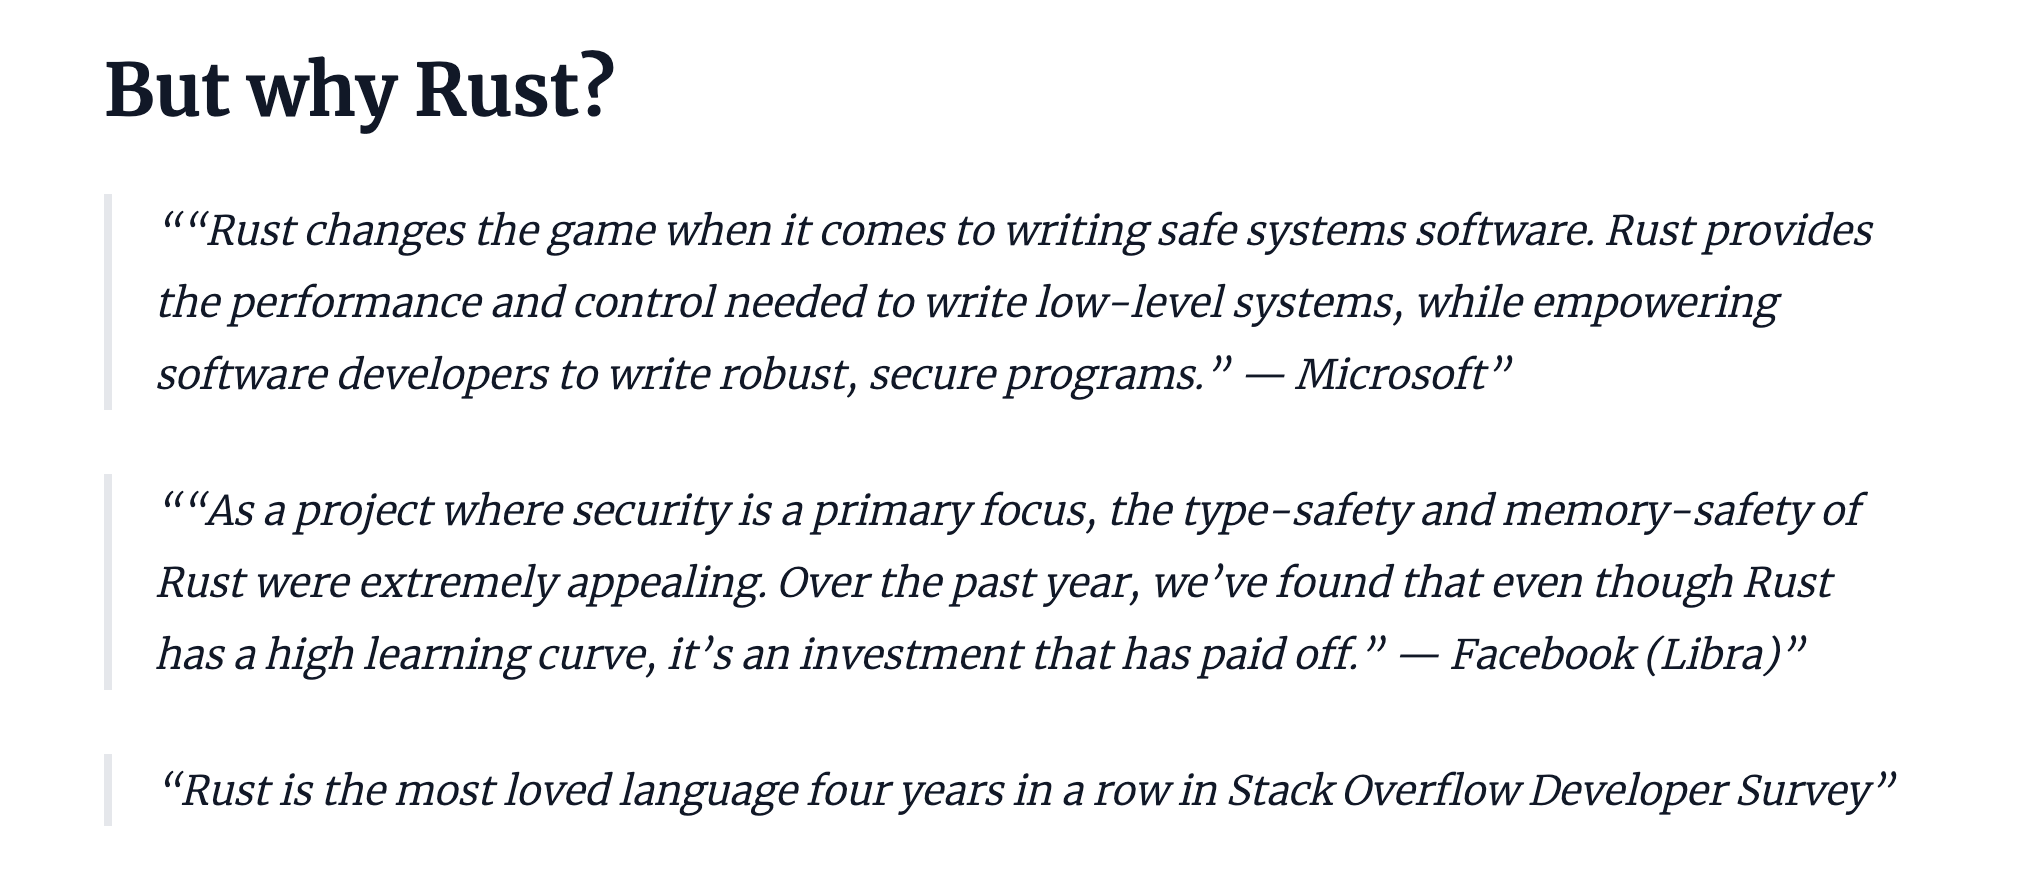 But why Rust?
““Rust changes the game when it comes to writing safe systems software. Rust provides
the performance and control needed to write low-level systems, while empowering
software developers to write robust, secure programs.” — Microsoft”
““As a project where security is a primary focus, the type-safety and memory-safety of
Rust were extremely appealing. Over the past year, we’ve found that even though Rust
has a high learning curve, it’s an investment that has paid off.” — Facebook (Libra)”
“Rust is the most loved language four years in a row in Stack Overflow Developer Survey”